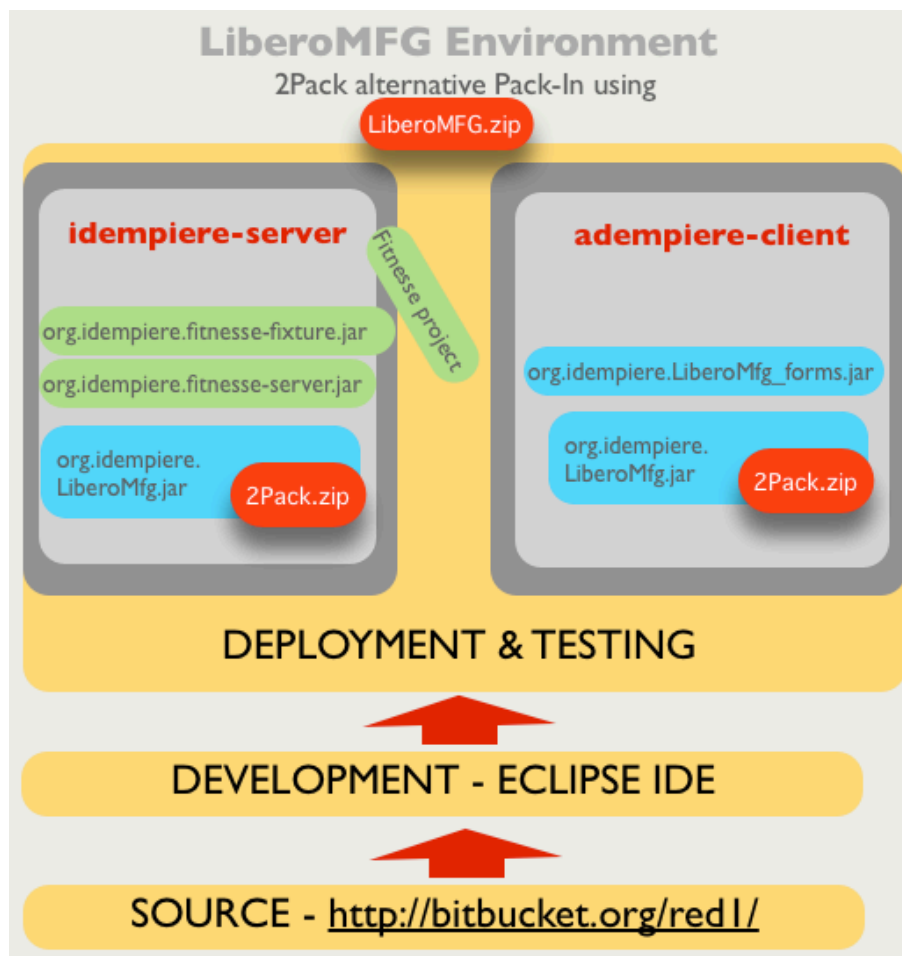 LiberoMFG Environment
2Pack alternative Pack-In using
LiberoMFG.zip
idempiere-server
Fitnesse project
org.idempiere.fitnesse-fixture.jar
org.idempiere.fitnesse-server.jar
org.idempiere.
LiberoMfg.jar
2Pack.zip
adempiere-client
org.idempiere.LiberoMfg_forms.jar
org.idempiere.
LiberoMfg.jar
2Pack.zip
DEPLOYMENT & TESTING
DEVELOPMENT - ECLIPSE IDE
SOURCE - http://bitbucket.org/red1/